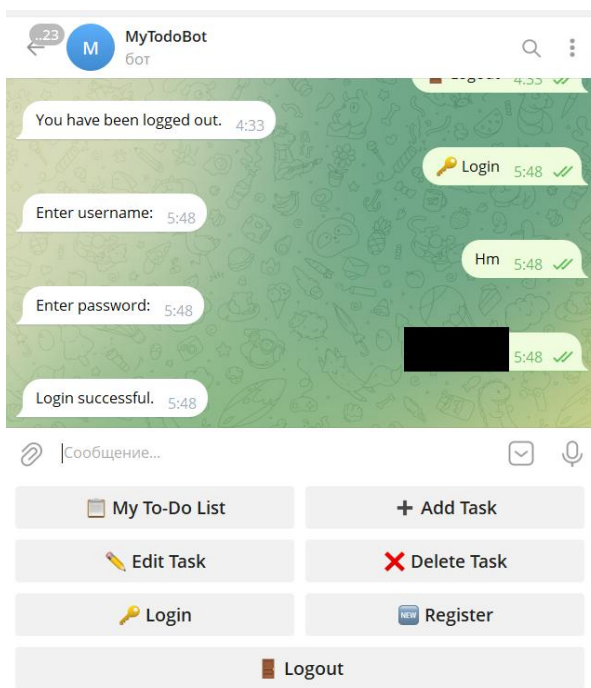 ..23
M
MyTodoBot
бот
Logout 4:33
You have been logged out. 4:33
Login 5:48
Enter username: 5:48
Hm 5:48
Enter password: 5:48
5:48
Login successful. 5:48
Сообщение...
My To-Do List
Add Task
Edit Task
Delete Task
Login
NEW Register
Logout